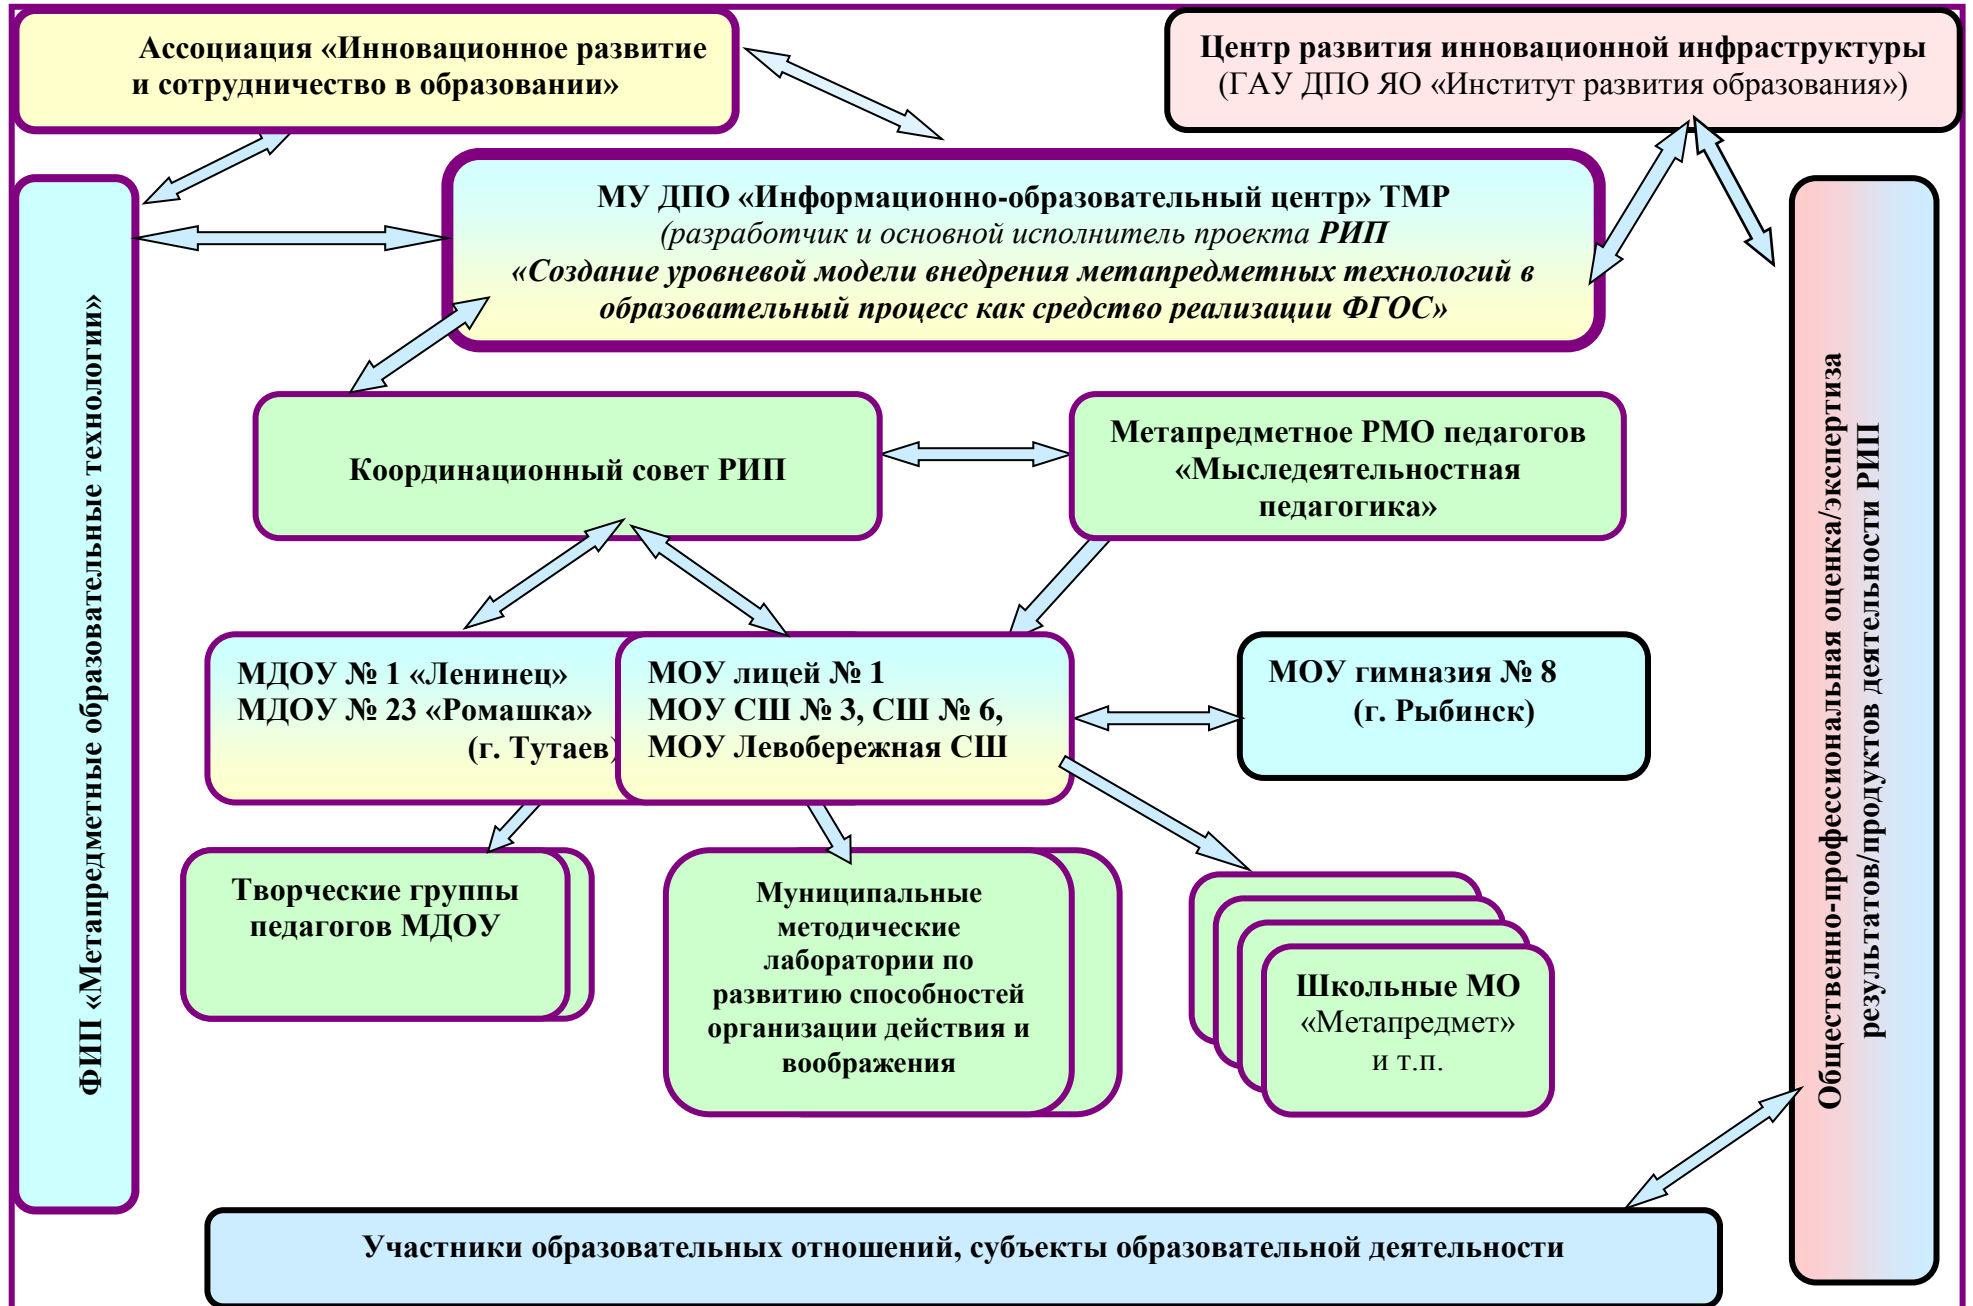 Ассоциация «Инновационное развитие
и сотрудничество в образовании»
Центр развития инновационной инфраструктуры
(ГАУ ДПО ЯО «Институт развития образования»)
МУ ДПО «Информационно-образовательный центр» ТМР
(разработчик и основной исполнитель проекта РИП
«Создание уровневой модели внедрения метапредметных технологий в
образовательный процесс как средство реализации ФГОС»
ФИП «Метапредметные образовательные технологии»
Координационный совет РИП
Метапредметное РМО педагогов
«Мыследеятельностная
педагогика»
Общественно-профессиональная оценка/экспертиза
результатов/продуктов деятельности РИП
МДОУ № 1 «Ленинец»
МДОУ № 23 «Ромашка»
(г. Тутаев)
МОУ лицей № 1
МОУ СШ № 3, СШ № 6,
МОУ Левобережная СШ
МОУ гимназия № 8
(г. Рыбинск)
Творческие группы
педагогов МДОУ
Муниципальные
методические
лаборатории по
развитию способностей
организации действия и
воображения
Школьные МО
«Метапредмет»
и т.п.
Участники образовательных отношений, субъекты образовательной деятельности